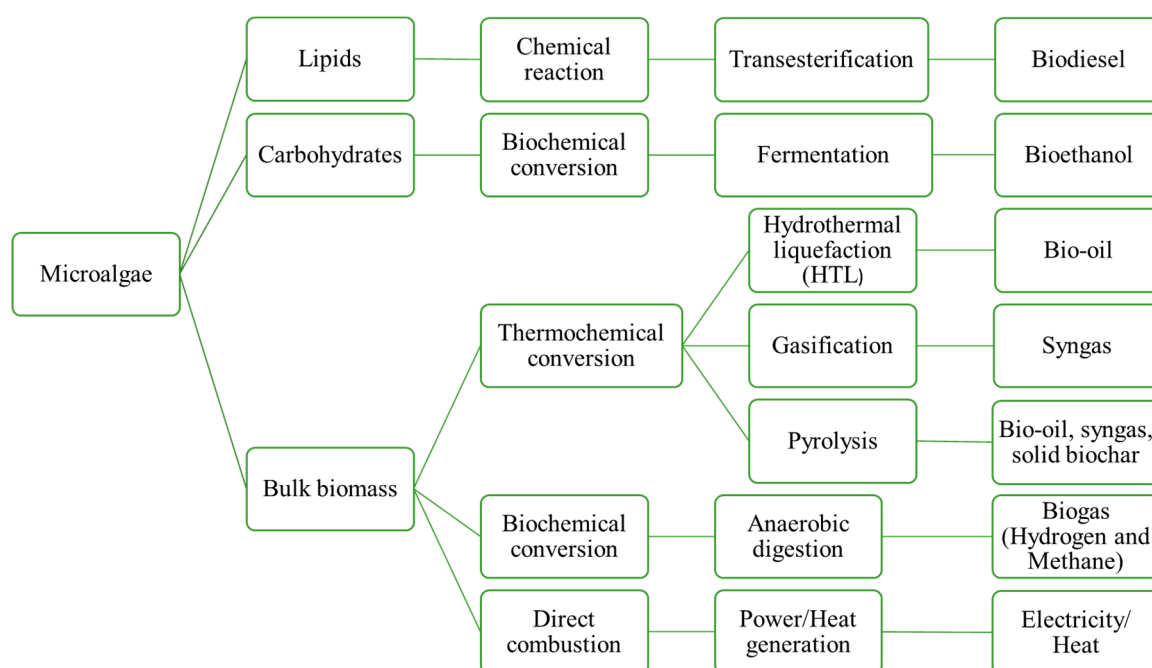 Lipids
Chemical
reaction
Transesterification
Biodiesel
Carbohydrates
Biochemical
conversion
Fermentation
Bioethanol
Microalgae
Hydrothermal
liquefaction
(HTL)
Bio-oil
Thermochemical
conversion
Gasification
Syngas
Pyrolysis
Bio-oil, syngas,
solid biochar
Bulk biomass
Biochemical
conversion
Anaerobic
digestion
Biogas
(Hydrogen and
Methane)
Direct
combustion
Power/Heat
generation
Electricity/
Heat